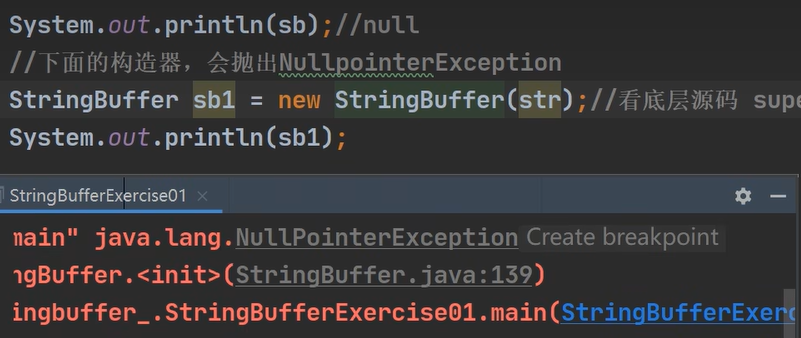 System.out.println(sb);//null
//下面的构造器，会抛出NullpointerException
StringBuffer sb1 = new StringBuffer(str);//看底层源码 supe
System.out.println(sb1);
StringBufferExercise01
main" java.lang.NullPointerException Create breakpoint
ngBuffer.<init>(StringBuffer.java:139)
ingbuffer_.StringBufferExercise01.main(StringBufferExerc